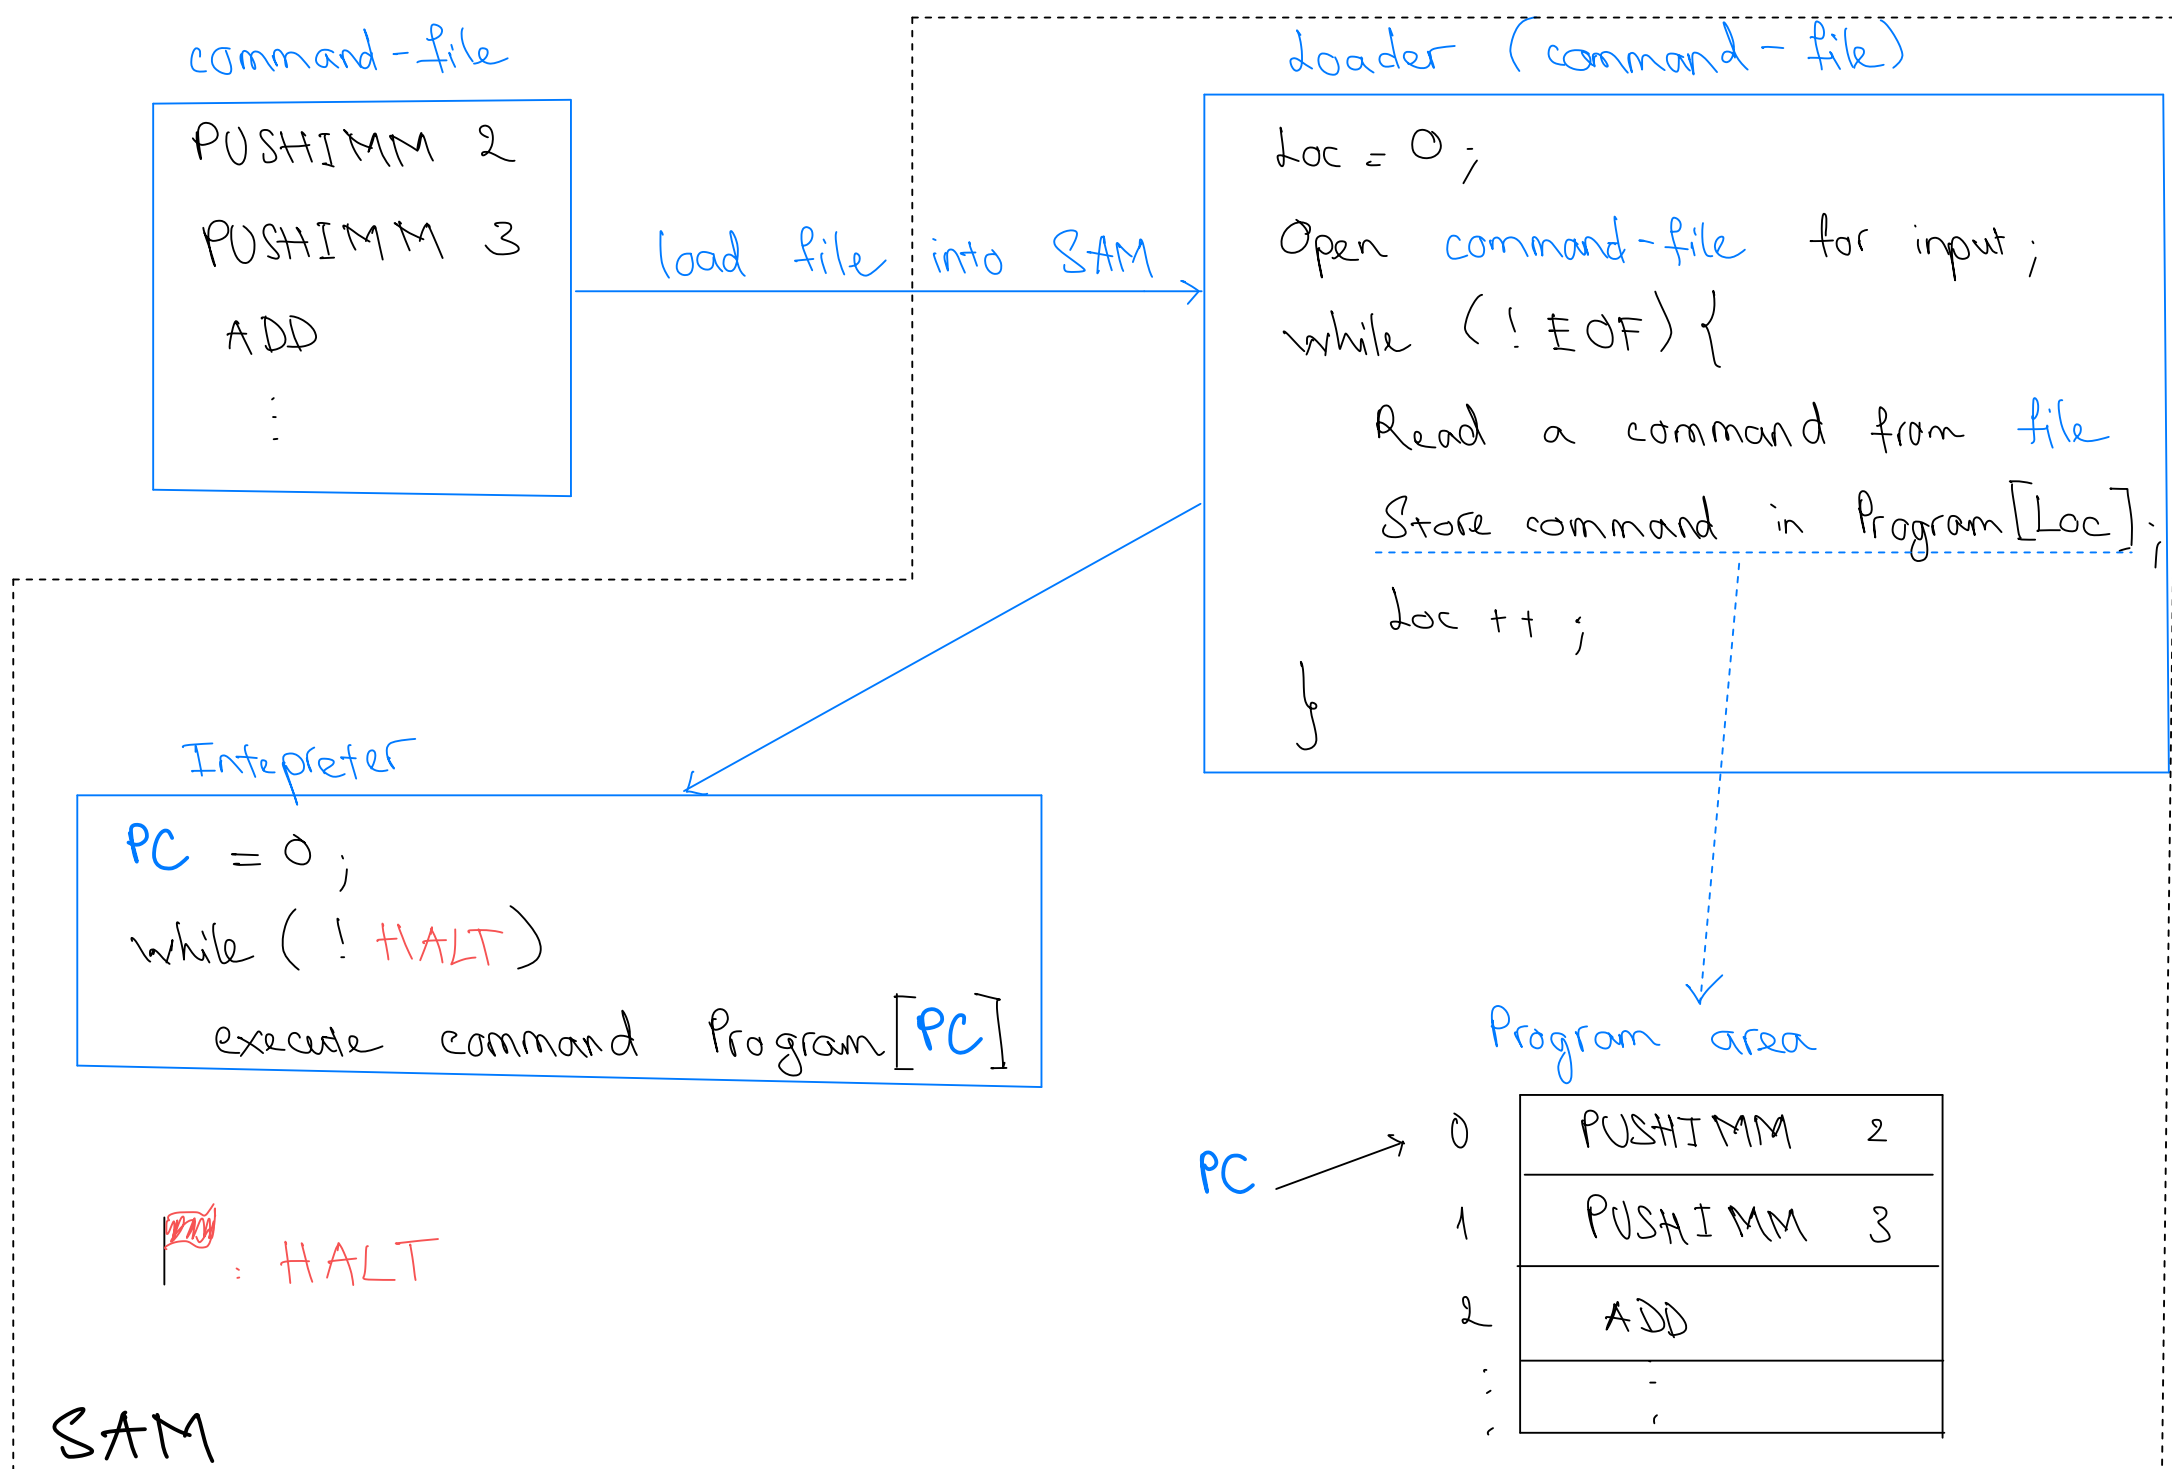 command-file
PUSHIMM 2
PUSHIMM 3
ADD
⋮
load file into SAM
Loader (command-file)
Loc = 0 ;
Open command-file for input ;
while ( ! EOF) {
Read a command from file
Store command in Program[Loc] ;
Loc ++ ;
}
Intepreter
PC = 0 ;
while ( ! HALT)
execute command Program[PC]
: HALT
SAM
Program area
PC
0 PUSHIMM 2
1 PUSHIMM 3
2 ADD
⋮ ⋮